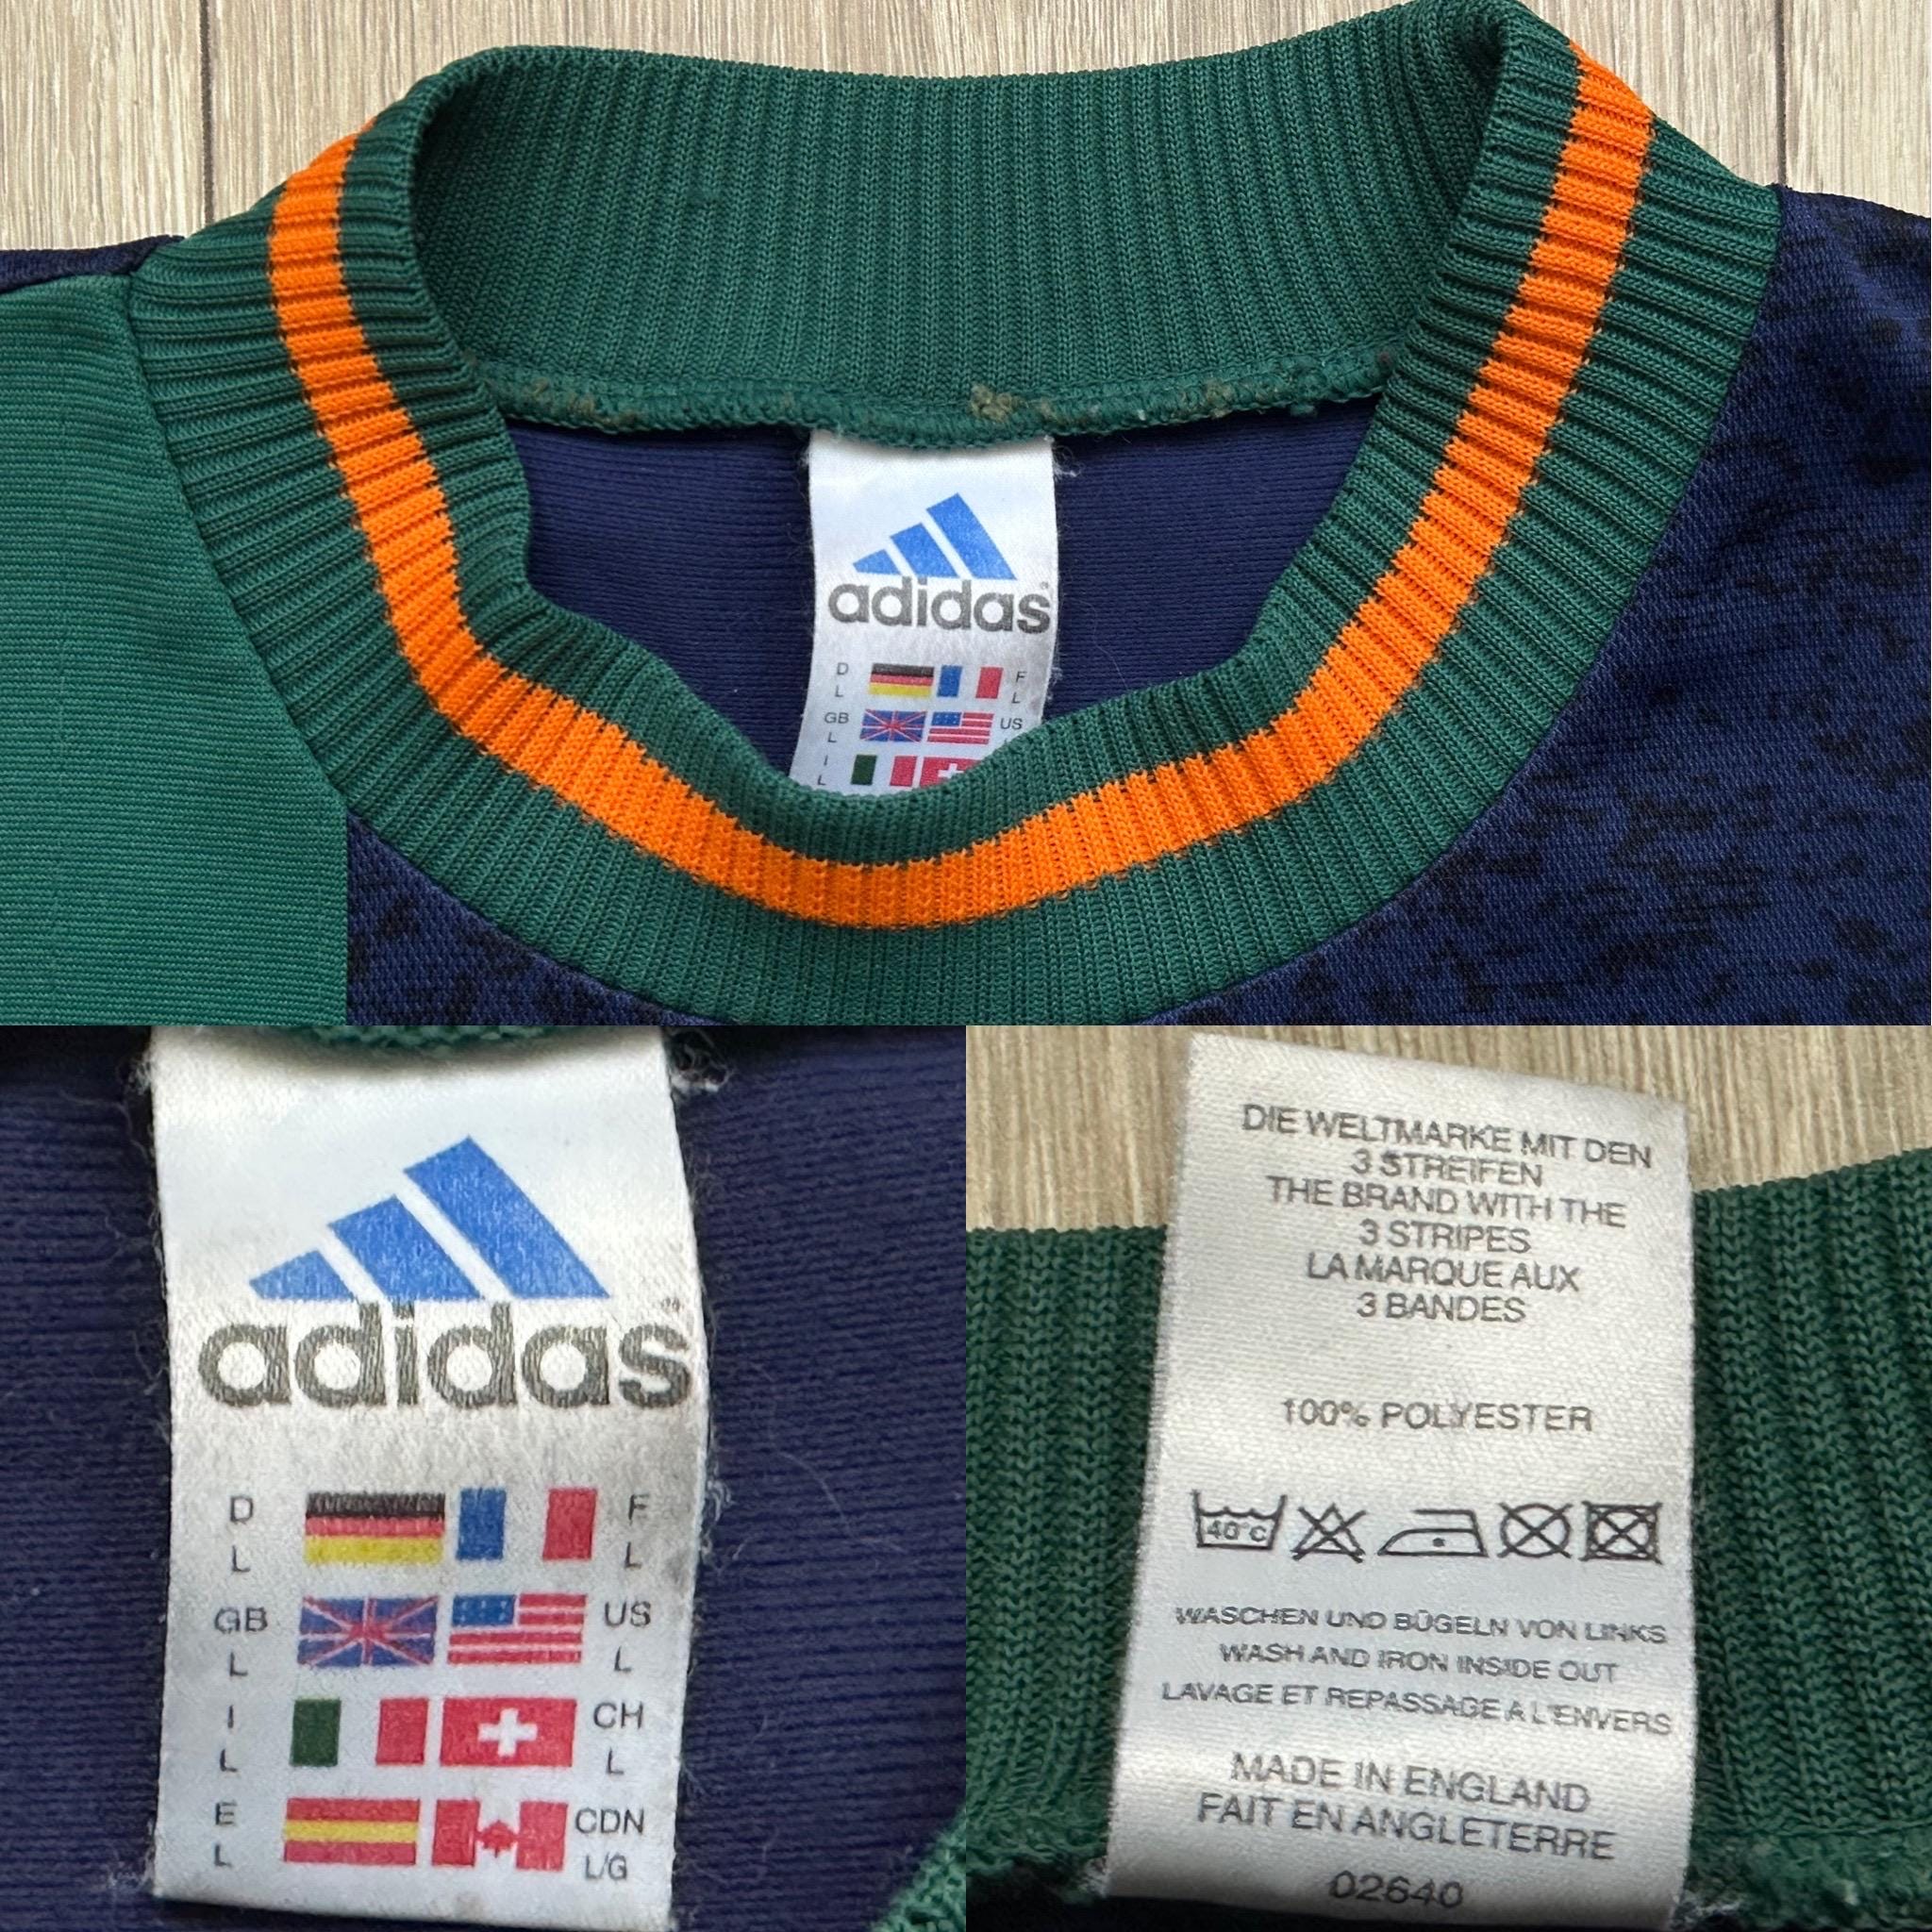 adidas
D F
L L
GB US
L
I
L
adidas
D F
L L
GB US
L L
I CH
L L
E CDN
L L/G
DIE WELTMARKE MIT DEN
3 STREIFEN
THE BRAND WITH THE
3 STRIPES
LA MARQUE AUX
3 BANDES
100% POLYESTER
40°C
WASCHEN UND BÜGELN VON LINKS
WASH AND IRON INSIDE OUT
LAVAGE ET REPASSAGE A L'ENVERS
MADE IN ENGLAND
FAIT EN ANGLETERRE
02640